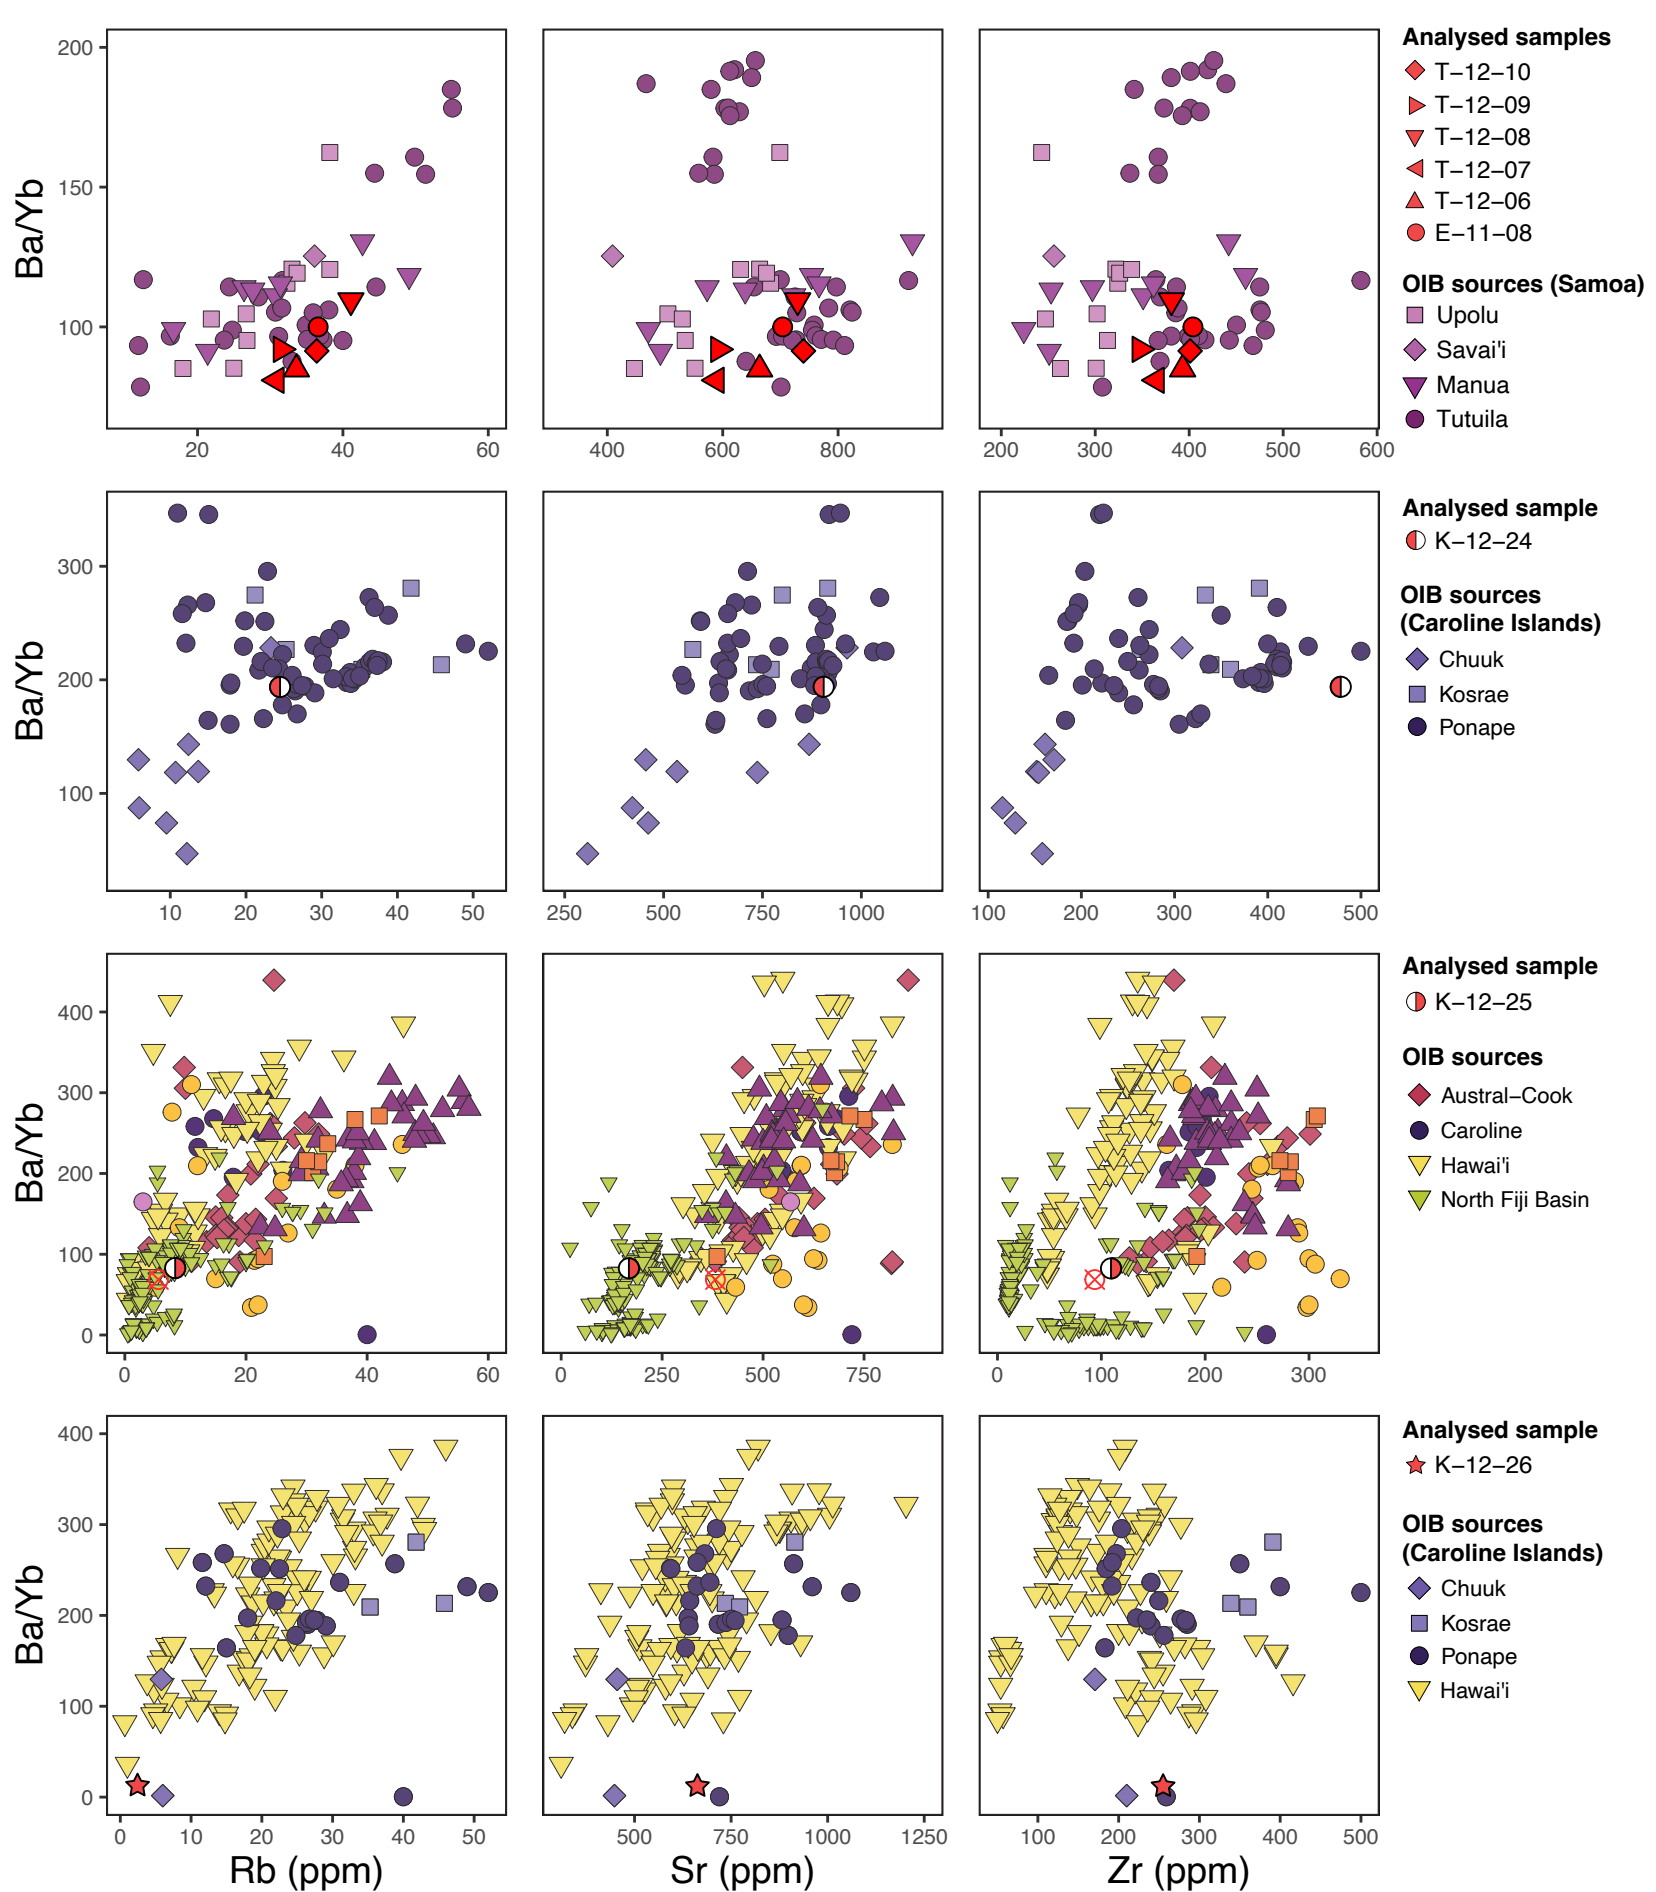 Ba/Yb
200
150
100
20
40
60
400
600
800
200
300
400
500
600
Analysed samples
T−12−10
T−12−09
T−12−08
T−12−07
T−12−06
E−11−08
OIB sources (Samoa)
Upolu
Savai'i
Manua
Tutuila
Ba/Yb
300
200
100
10
20
30
40
50
250
500
750
1000
100
200
300
400
500
Analysed sample
K−12−24
OIB sources
(Caroline Islands)
Chuuk
Kosrae
Ponape
Ba/Yb
400
300
200
100
0
0
20
40
60
0
250
500
750
0
100
200
300
Analysed sample
K−12−25
OIB sources
Austral−Cook
Caroline
Hawai'i
North Fiji Basin
Ba/Yb
400
300
200
100
0
0
10
20
30
40
50
500
750
1000
1250
100
200
300
400
500
Rb (ppm)
Sr (ppm)
Zr (ppm)
Analysed sample
K−12−26
OIB sources
(Caroline Islands)
Chuuk
Kosrae
Ponape
Hawai'i